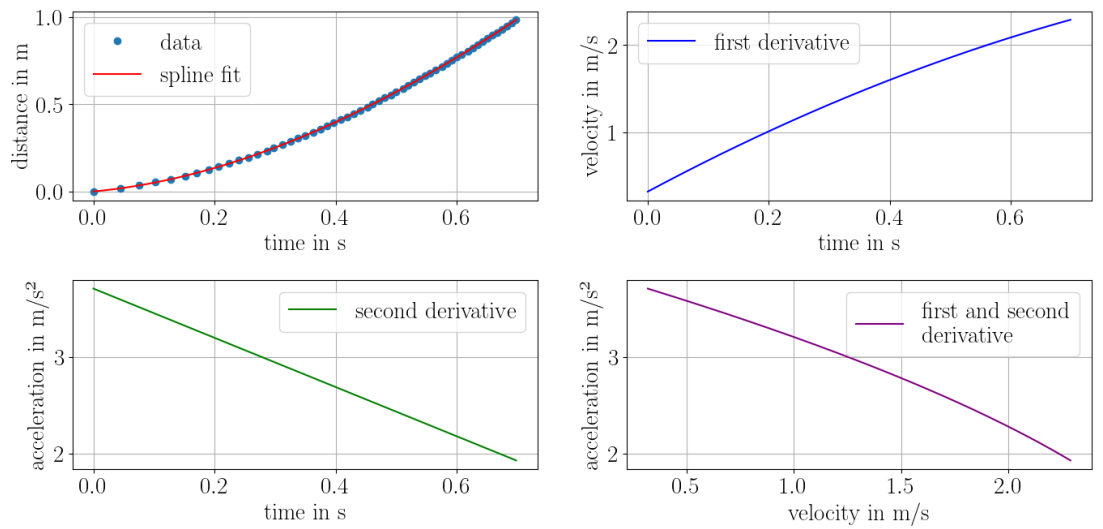 distance in m
1.0
0.5
0.0
data
spline fit
0.0 0.2 0.4 0.6
time in s
velocity in m/s
2
1
first derivative
0.0 0.2 0.4 0.6
time in s
acceleration in m/s²
3
2
second derivative
0.0 0.2 0.4 0.6
time in s
acceleration in m/s²
3
2
first and second
derivative
0.5 1.0 1.5 2.0
velocity in m/s